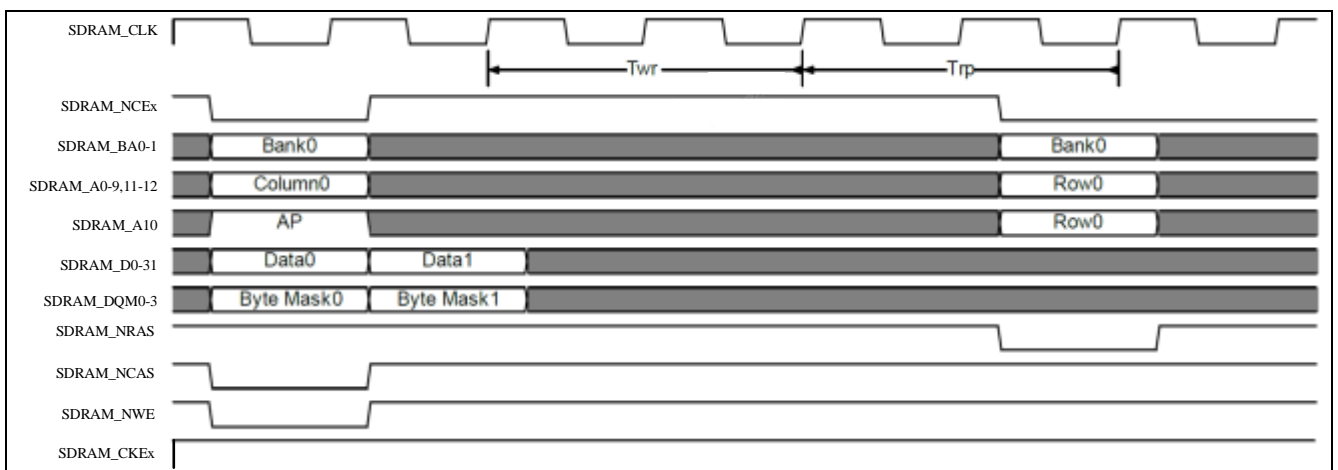 SDRAM_CLK
Twr Trp
SDRAM_NCEx
SDRAM_BA0-1 Bank0 Bank0
SDRAM_A0-9,11-12 Column0 Row0
SDRAM_A10 AP Row0
SDRAM_D0-31 Data0 Data1
SDRAM_DQM0-3 Byte Mask0 Byte Mask1
SDRAM_NRAS
SDRAM_NCAS
SDRAM_NWE
SDRAM_CKEx